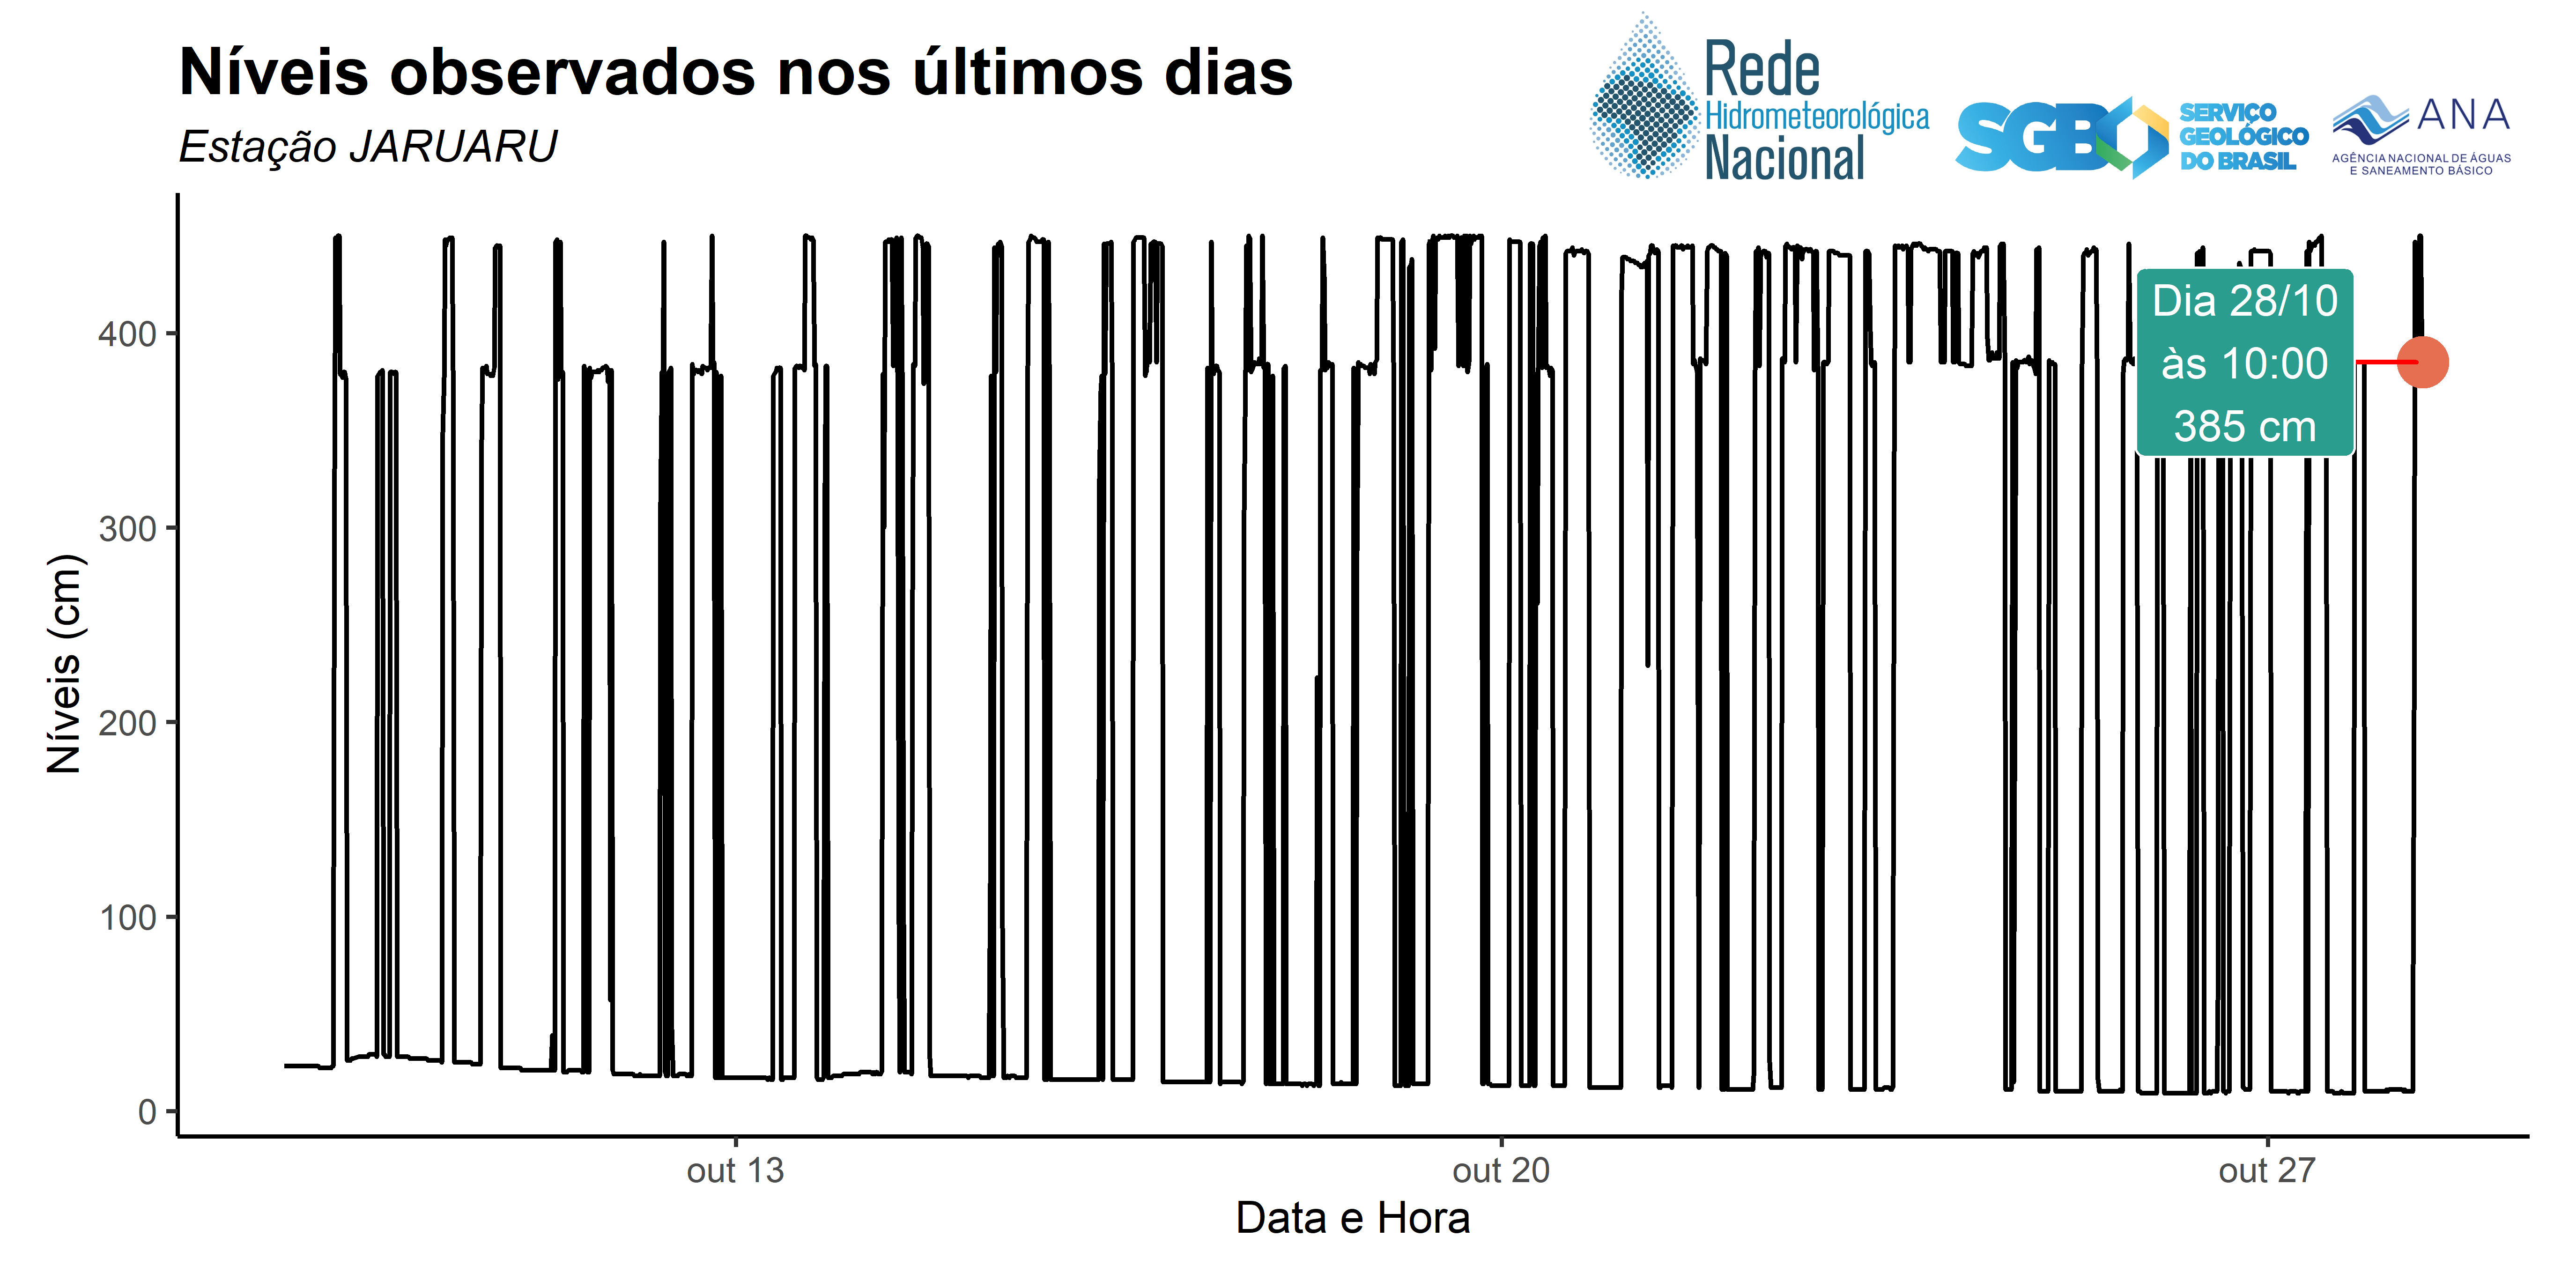 Níveis observados nos últimos dias
Estação JARUARU
Rede
Hidrometeorológica
Nacional
SGB
SERVIÇO
GEOLÓGICO
DO BRASIL
ANA
AGÊNCIA NACIONAL DE ÁGUAS
E SANEAMENTO BÁSICO
Níveis (cm)
400
300
200
100
0
Dia 28/10
às 10:00
385 cm
out 13
out 20
out 27
Data e Hora